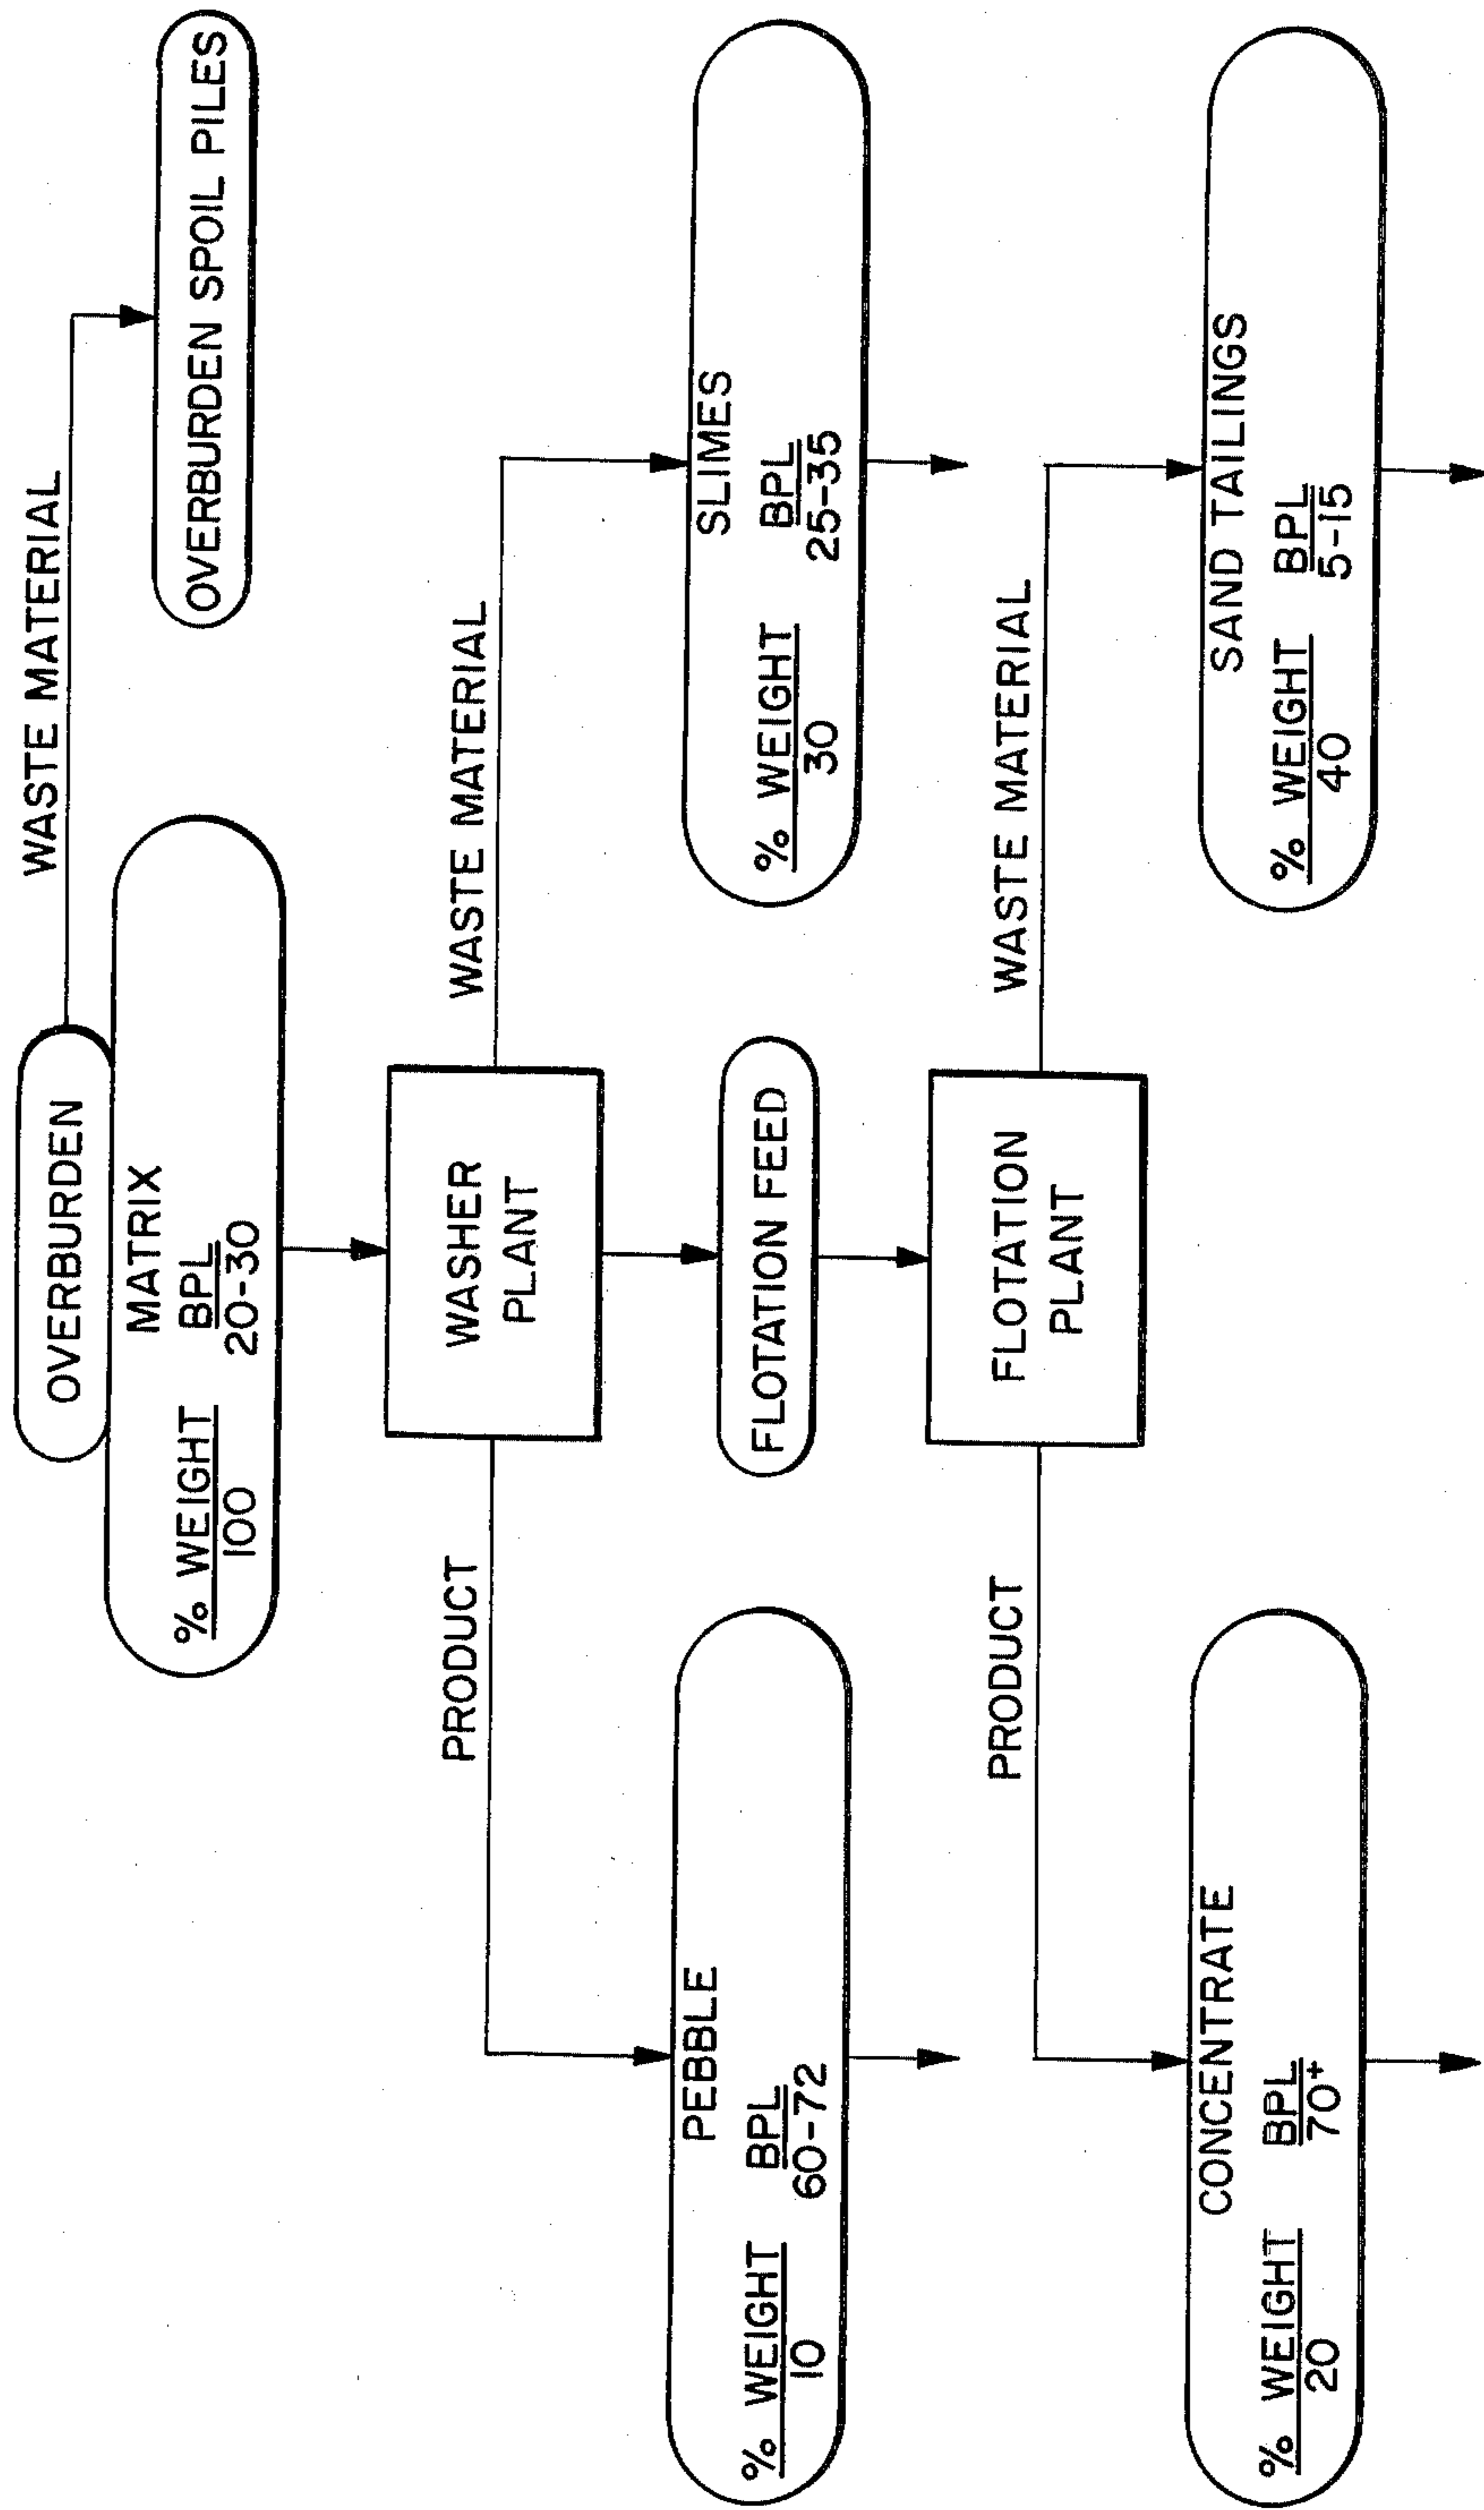 WASTE MATERIAL
OVERBURDEN
OVERBURDEN SPOIL PILES
MATRIX
% WEIGHT BPL
100 20-30
PRODUCT
WASTE MATERIAL
WASHER
PLANT
PEBBLE
% WEIGHT BPL
10 60-72
FLOTATION FEED
SLIMES
% WEIGHT BPL
30 25-35
PRODUCT
WASTE MATERIAL
FLOTATION
PLANT
CONCENTRATE
% WEIGHT BPL
20 70+
SAND TAILINGS
% WEIGHT BPL
40 5-15